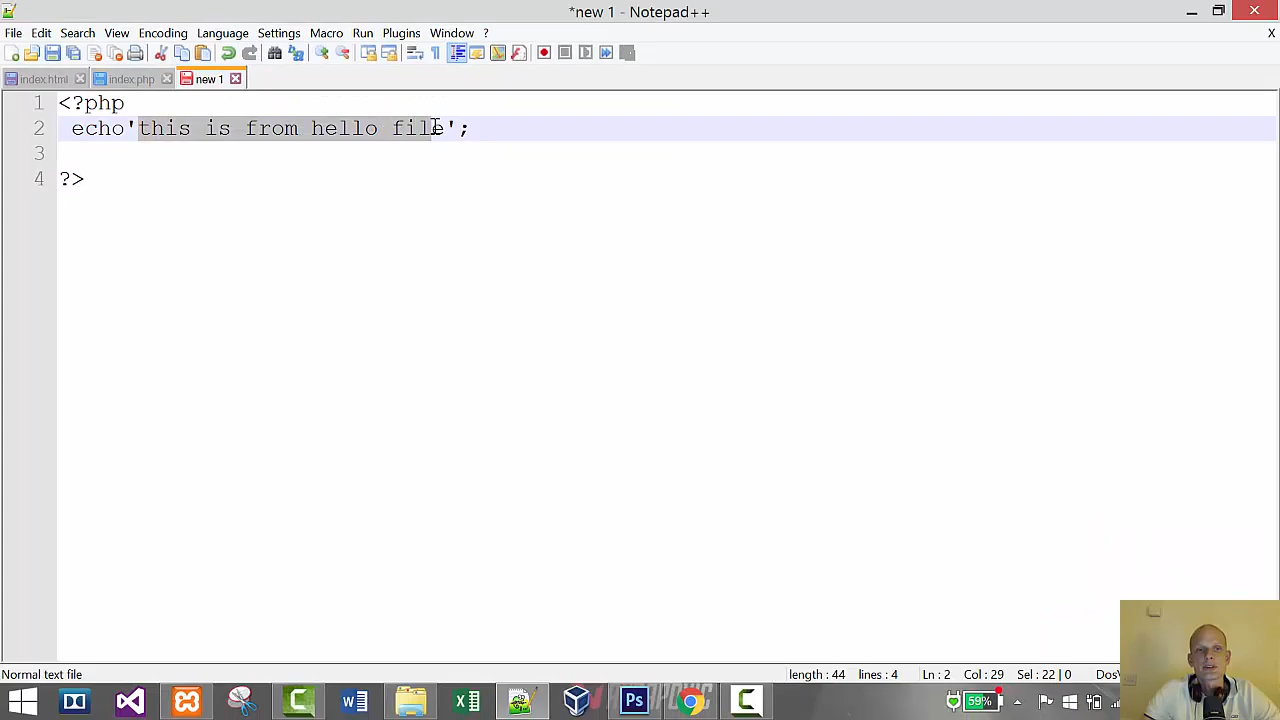 *new 1 - Notepad++
File Edit Search View Encoding Language Settings Macro Run Plugins Window ? X
index.html index.php new 1
1 <?php
2 echo'this is from hello file';
3
4 ?>
Normal text file length : 44 lines : 4 Ln : 2 Col : 29 Sel : 22 | 0 Dos
Ps 59%